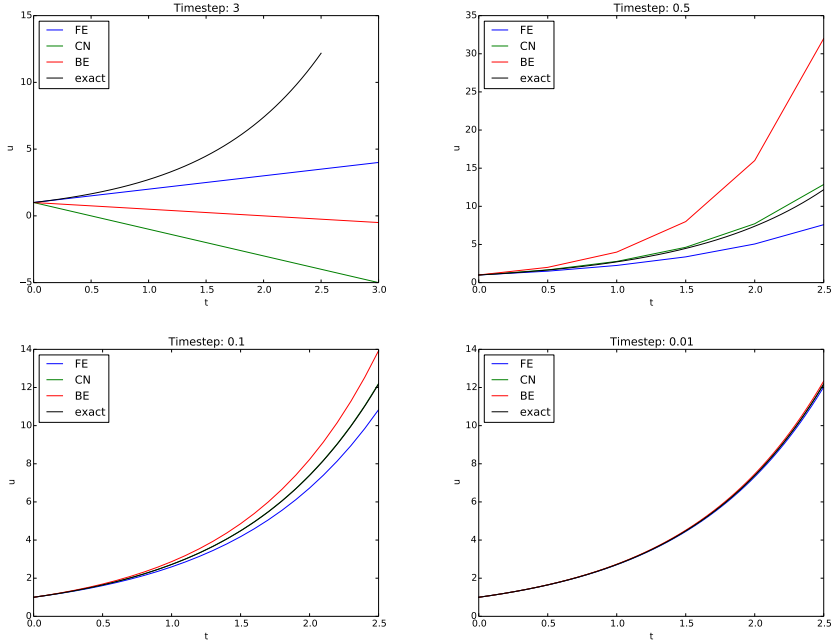 Timestep: 3
FE
CN
BE
exact
15
10
5
0
−5
u
0.0 0.5 1.0 1.5 2.0 2.5 3.0
t
Timestep: 0.5
FE
CN
BE
exact
35
30
25
20
15
10
5
0
u
0.0 0.5 1.0 1.5 2.0 2.5
t
Timestep: 0.1
FE
CN
BE
exact
14
12
10
8
6
4
2
0
u
0.0 0.5 1.0 1.5 2.0 2.5
t
Timestep: 0.01
FE
CN
BE
exact
14
12
10
8
6
4
2
0
u
0.0 0.5 1.0 1.5 2.0 2.5
t